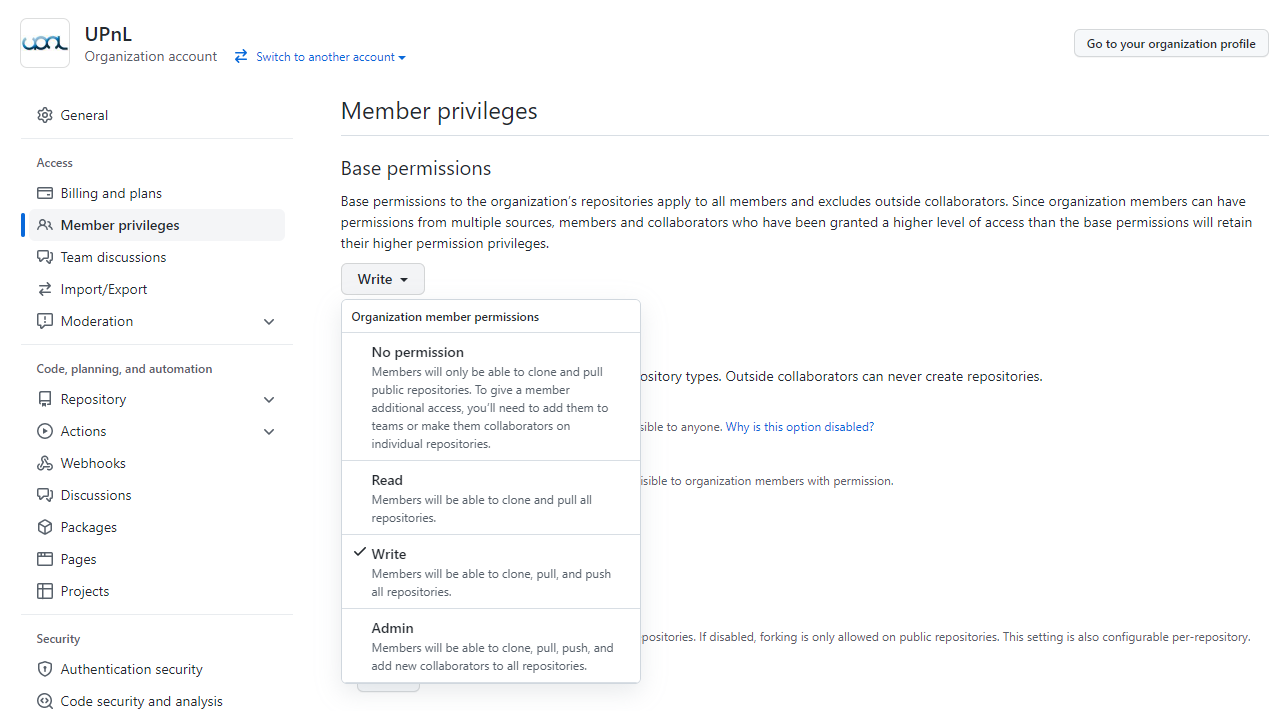 UPnL
Organization account
Switch to another account
Go to your organization profile
General
Access
Billing and plans
Member privileges
Team discussions
Import/Export
Moderation
Code, planning, and automation
Repository
Actions
Webhooks
Discussions
Packages
Pages
Projects
Security
Authentication security
Code security and analysis
Member privileges
Base permissions
Base permissions to the organization’s repositories apply to all members and excludes outside collaborators. Since organization members can have
permissions from multiple sources, members and collaborators who have been granted a higher level of access than the base permissions will retain
their higher permission privileges.
Write
Organization member permissions
No permission
Members will only be able to clone and pull
public repositories. To give a member
additional access, you’ll need to add them to
teams or make them collaborators on
individual repositories.
Read
Members will be able to clone and pull all
repositories.
Write
Members will be able to clone, pull, and push
all repositories.
Admin
Members will be able to clone, pull, push, and
add new collaborators to all repositories.
ository types. Outside collaborators can never create repositories.
sible to anyone. Why is this option disabled?
isible to organization members with permission.
positories. If disabled, forking is only allowed on public repositories. This setting is also configurable per-repository.